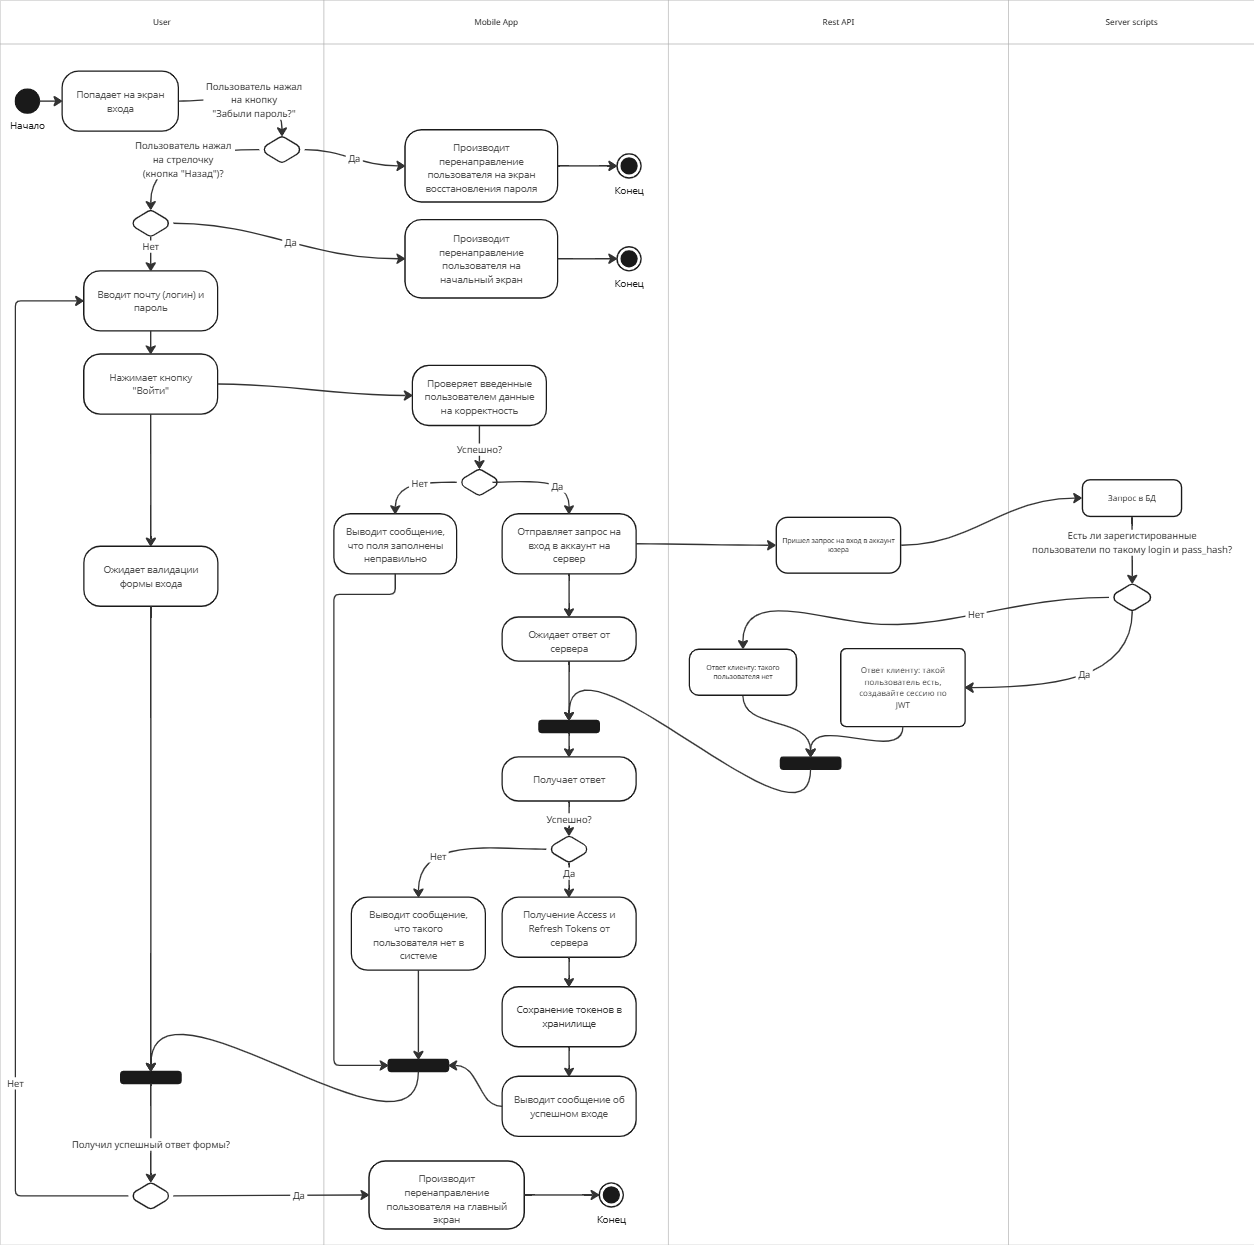 User
Mobile App
Rest API
Server scripts
Начало
Попадает на экран
входа
Пользователь нажал
на кнопку
"Забыли пароль?"
Пользователь нажал
на стрелочку
(кнопка "Назад")?
Да
Производит
перенаправление
пользователя на экран
восстановления пароля
Конец
Нет
Да
Производит
перенаправление
пользователя на
начальный экран
Конец
Вводит почту (логин) и
пароль
Нажимает кнопку
"Войти"
Проверяет введенные
пользователем данные
на корректность
Успешно?
Нет
Да
Выводит сообщение,
что поля заполнены
неправильно
Отправляет запрос на
вход в аккаунт на
сервер
Пришел запрос на вход в аккаунт
юзера
Запрос в БД
Есть ли зарегистированные
пользователи по такому login и pass_hash?
Ожидает валидации
формы входа
Ожидает ответ от
сервера
Нет
Да
Ответ клиенту: такого
пользователя нет
Ответ клиенту: такой
пользователь есть,
создавайте сессию по
JWT
Получает ответ
Успешно?
Нет
Да
Выводит сообщение,
что такого
пользователя нет в
системе
Получение Access и
Refresh Tokens от
сервера
Сохранение токенов в
хранилище
Выводит сообщение об
успешном входе
Нет
Получил успешный ответ формы?
Да
Производит
перенаправление
пользователя на главный
экран
Конец